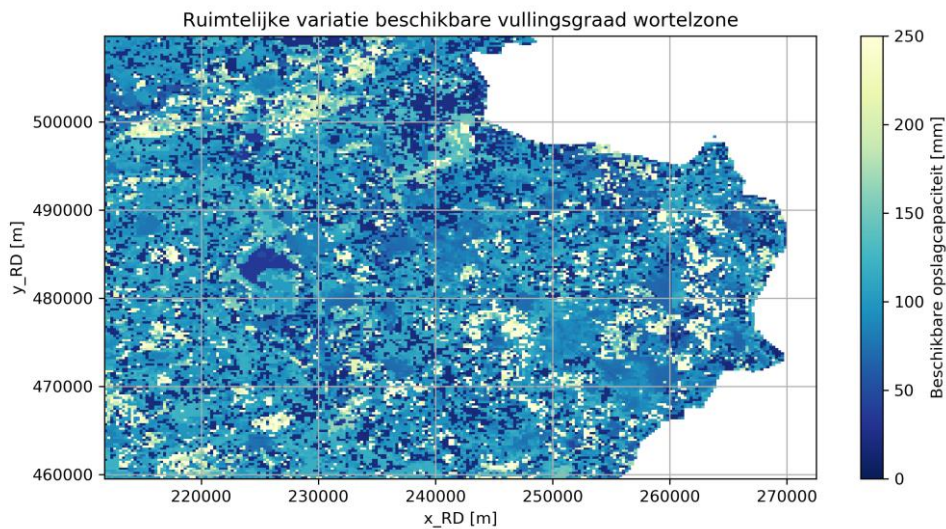 Ruimtelijke variatie beschikbare vullingsgraad wortelzone
500000
490000
480000
470000
460000
y_RD [m]
220000 230000 240000 250000 260000 270000
x_RD [m]
250
200
150
100
50
0
Beschikbare opslagcapaciteit [mm]